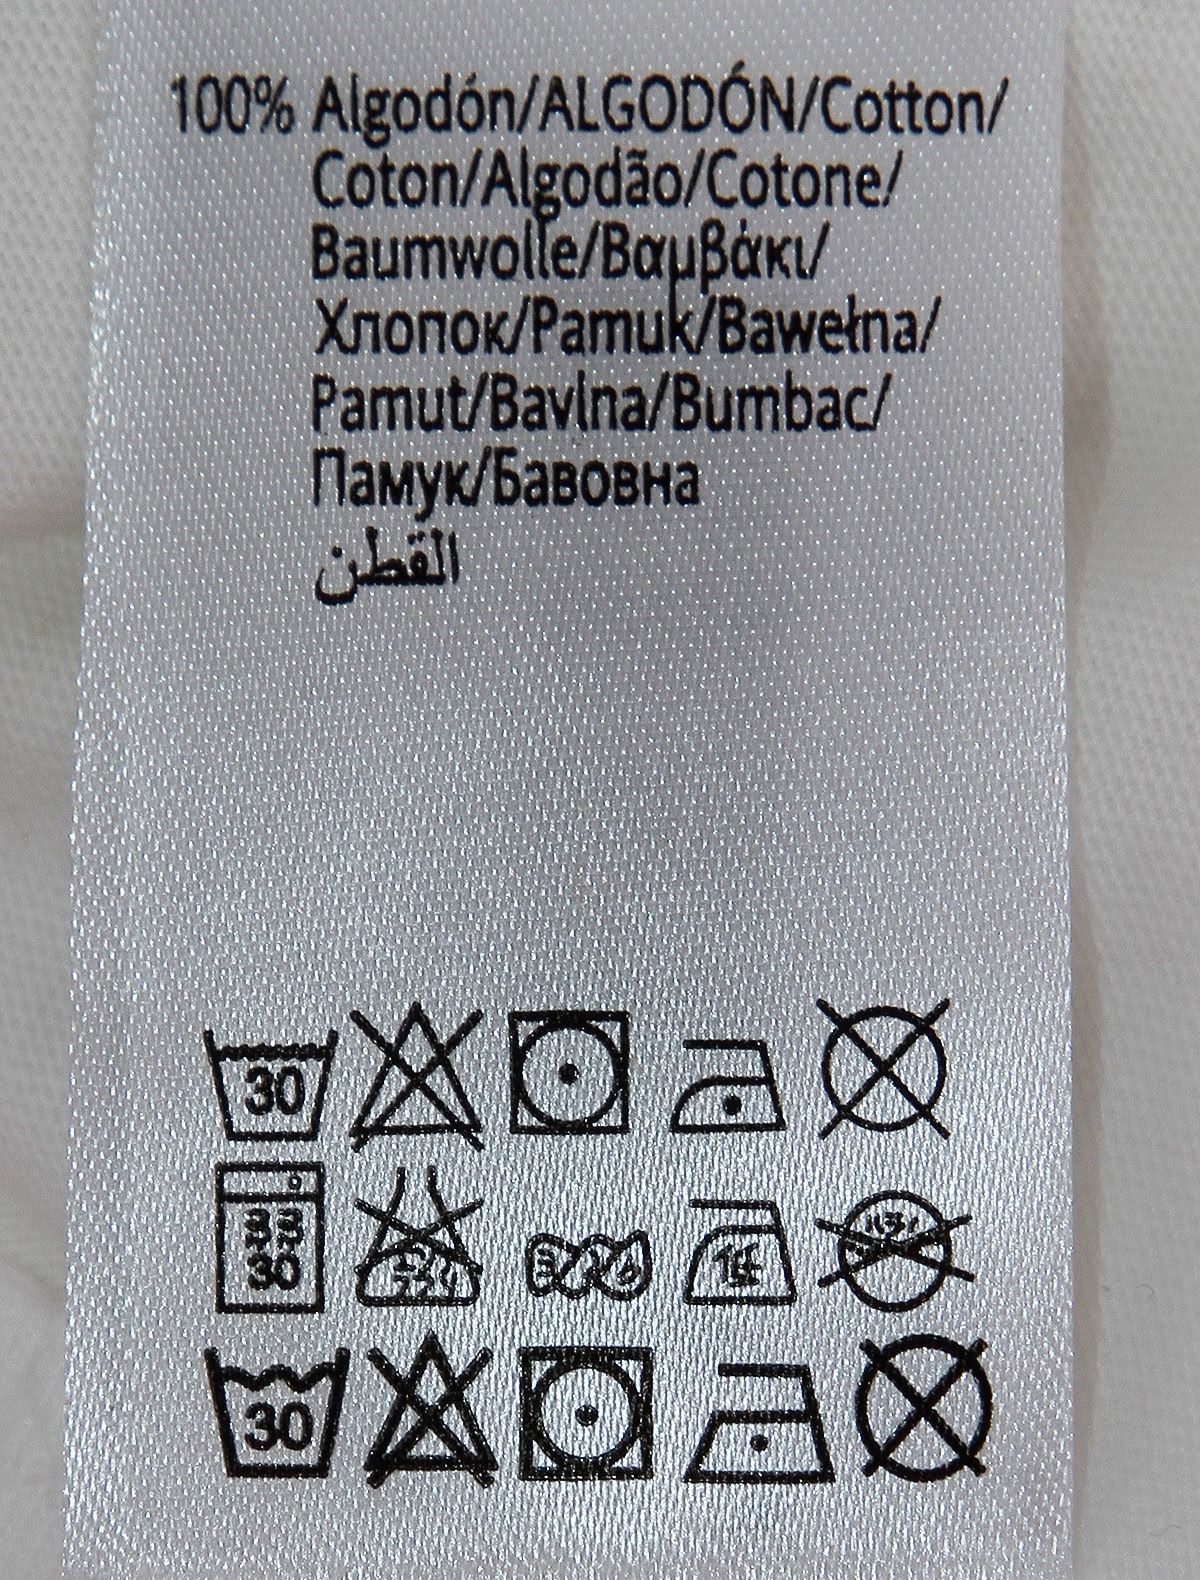 100% Algodón/ALGODÓN/Cotton/
Coton/Algodão/Cotone/
Baumwolle/Βαμβάκι/
Хлопок/Pamuk/Bawełna/
Pamut/Bavlna/Bumbac/
Памук/Бавовна
القطن
30
30
30